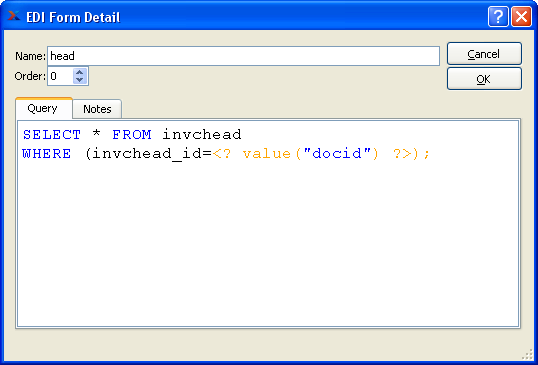 EDI Form Detail
Name: head
Cancel
Order: 0
OK
Query Notes
SELECT * FROM invchead
WHERE (invchead_id=<? value("docid") ?>);